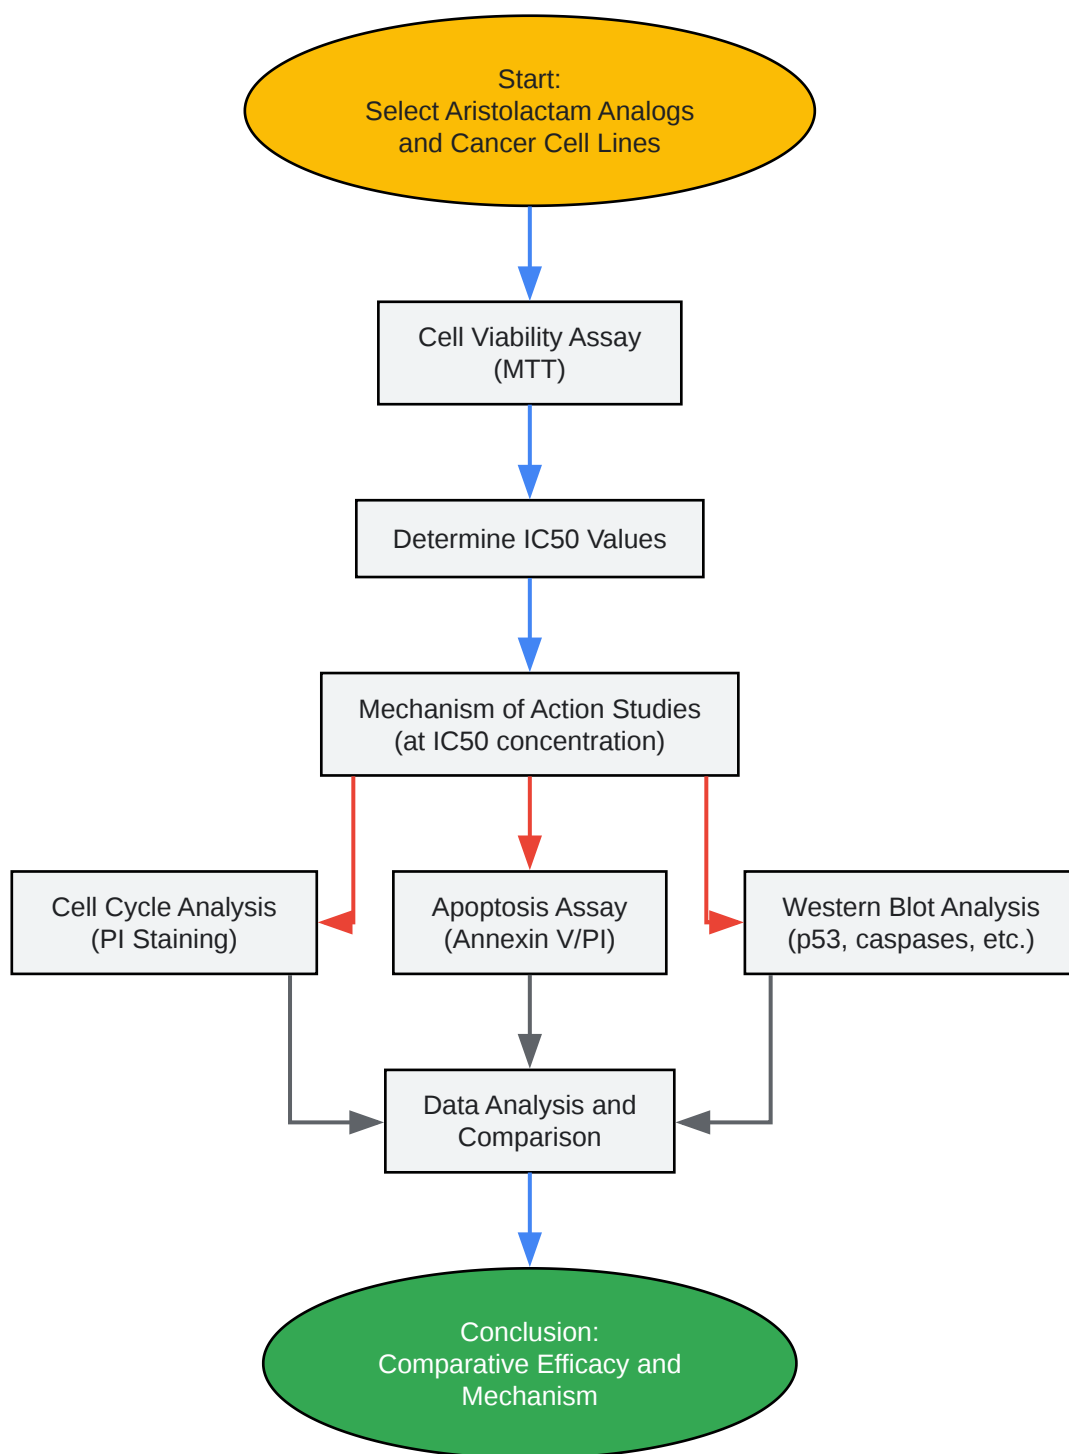 Start:
Select Aristolactam Analogs
and Cancer Cell Lines
Cell Viability Assay
(MTT)
Determine IC50 Values
Mechanism of Action Studies
(at IC50 concentration)
Cell Cycle Analysis
(PI Staining)
Apoptosis Assay
(Annexin V/PI)
Western Blot Analysis
(p53, caspases, etc.)
Data Analysis and
Comparison
Conclusion:
Comparative Efficacy and
Mechanism